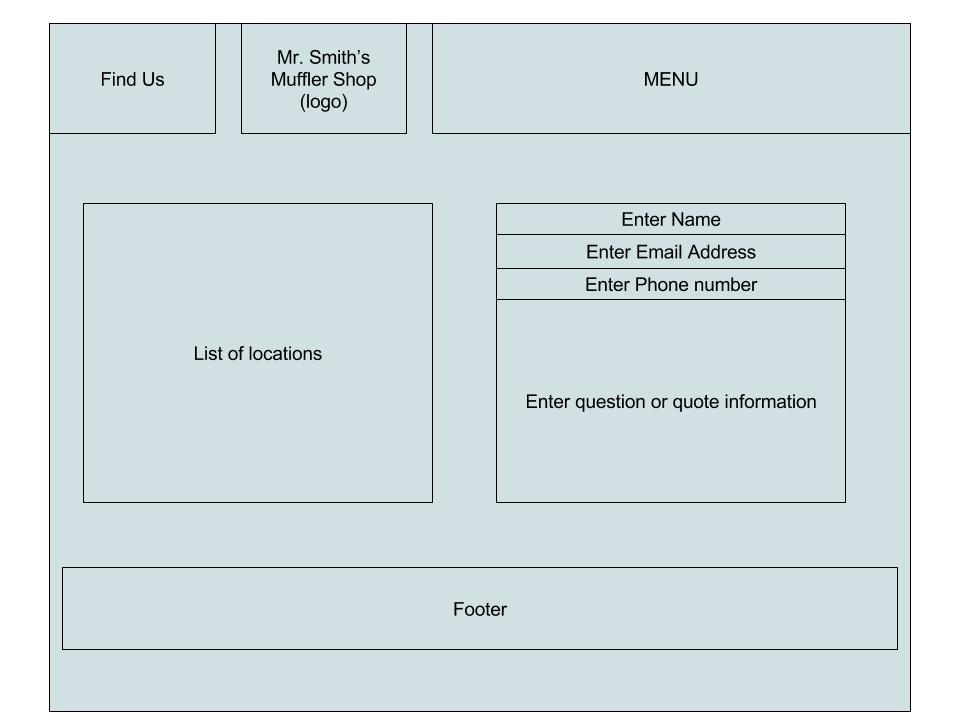 Find Us
Mr. Smith's
Muffler Shop
(logo)
MENU
List of locations
Enter Name
Enter Email Address
Enter Phone number
Enter question or quote information
Footer